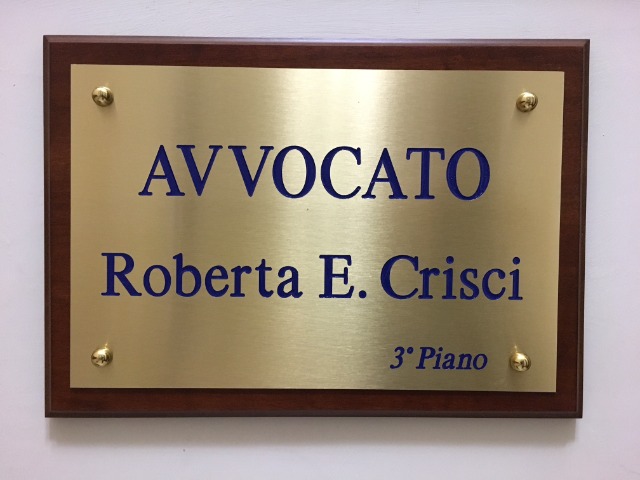 AVVOCATO
Roberta E. Crisci
3° Piano